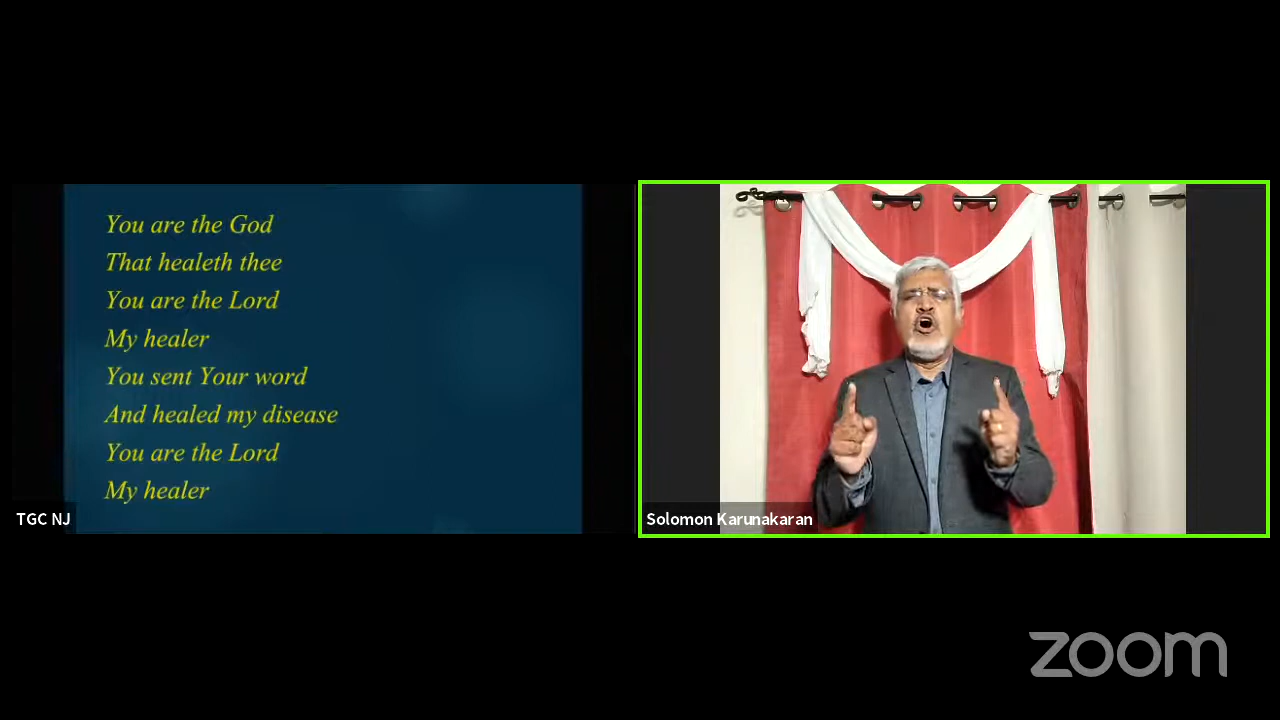 You are the God
That healeth thee
You are the Lord
My healer
You sent Your word
And healed my disease
You are the Lord
My healer
TGC NJ
Solomon Karunakaran
zoom